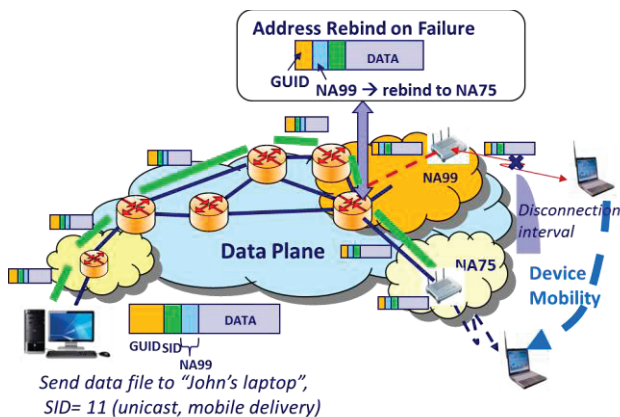 Address Rebind on Failure
DATA
GUID
NA99 → rebind to NA75
NA99
Disconnection
interval
Data Plane
NA75
Device
Mobility
DATA
GUID SID
NA99
Send data file to “John’s laptop”,
SID= 11 (unicast, mobile delivery)